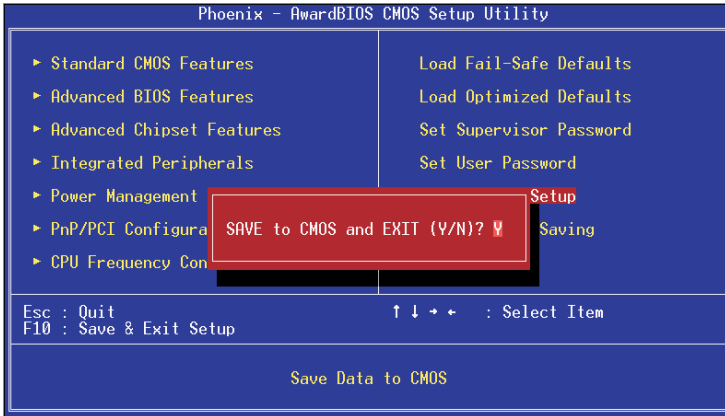 Phoenix - AwardBIOS CMOS Setup Utility
► Standard CMOS Features
► Advanced BIOS Features
► Advanced Chipset Features
► Integrated Peripherals
► Power Management
► PnP/PCI Configura
► CPU Frequency Con
Load Fail-Safe Defaults
Load Optimized Defaults
Set Supervisor Password
Set User Password
Setup
Saving
SAVE to CMOS and EXIT (Y/N)? Y
Esc : Quit
F10 : Save & Exit Setup
↑ ↓ → ← : Select Item
Save Data to CMOS